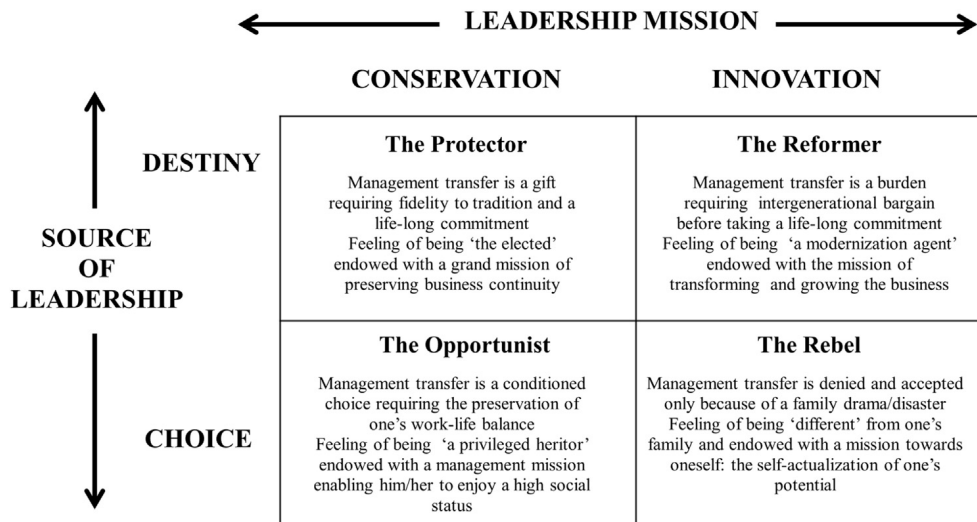 LEADERSHIP MISSION
CONSERVATION
INNOVATION
SOURCE
OF
LEADERSHIP
DESTINY
The Protector
Management transfer is a gift
requiring fidelity to tradition and a
life-long commitment
Feeling of being ‘the elected’
endowed with a grand mission of
preserving business continuity
The Reformer
Management transfer is a burden
requiring intergenerational bargain
before taking a life-long commitment
Feeling of being ‘a modernization agent’
endowed with the mission of
transforming and growing the business
CHOICE
The Opportunist
Management transfer is a conditioned
choice requiring the preservation of
one’s work-life balance
Feeling of being ‘a privileged heritor’
endowed with a management mission
enabling him/her to enjoy a high social
status
The Rebel
Management transfer is denied and accepted
only because of a family drama/disaster
Feeling of being ‘different’ from one’s
family and endowed with a mission towards
oneself: the self-actualization of one’s
potential